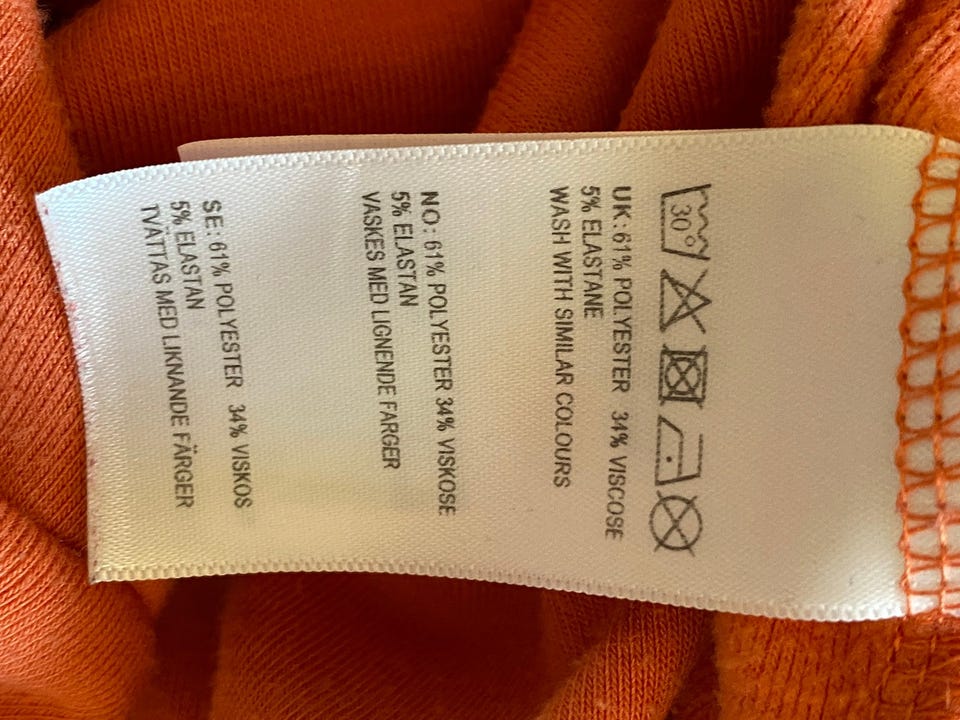 30°
UK: 61% POLYESTER 34% VISCOSE
5% ELASTANE
WASH WITH SIMILAR COLOURS
NO: 61% POLYESTER 34% VISKOSE
5% ELASTAN
VASKES MED LIGNENDE FARGER
SE: 61% POLYESTER 34% VISKOS
5% ELASTAN
TVÄTTAS MED LIKNANDE FÄRGER